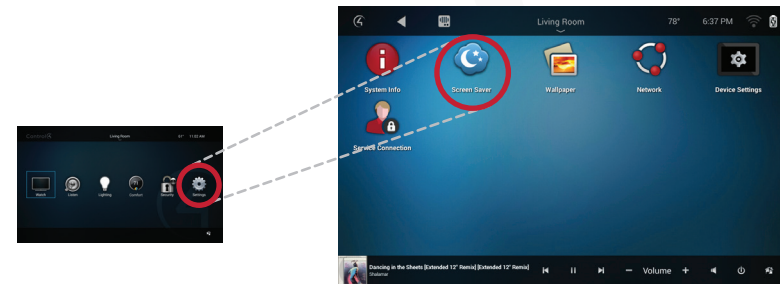 Living Room
78°
6:37 PM
System Info
Screen Saver
Wallpaper
Network
Device Settings
Service Connection
Dancing in the Sheets [Extended 12" Remix] [Extended 12" Remix]
Shalamar
Volume
Control4
Living Room
11:02 AM
Watch
Listen
Lighting
Comfort
Security
Settings